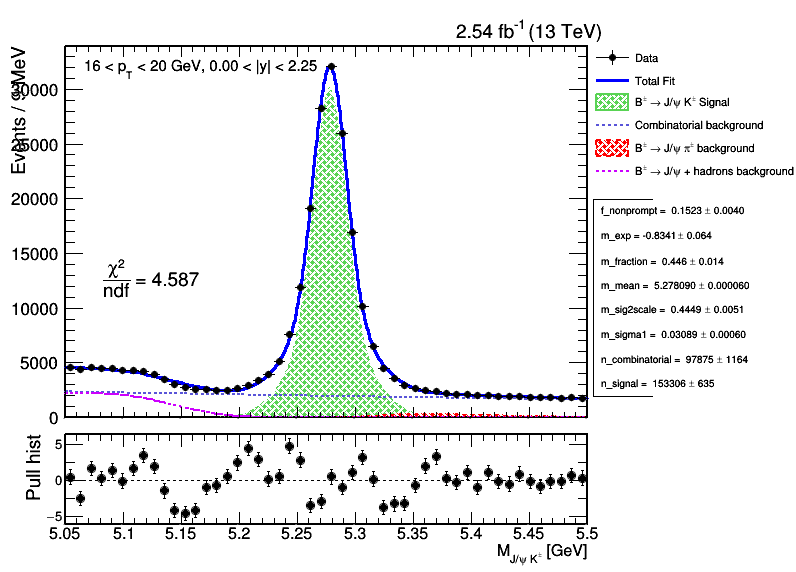 2.54 fb⁻¹ (13 TeV)
Events / 9 MeV
16 < p_T < 20 GeV, 0.00 < |y| < 2.25
χ²/ndf = 4.587
30000
25000
20000
15000
10000
5000
0
Data
Total Fit
B± → J/ψ K± Signal
Combinatorial background
B± → J/ψ π± background
B± → J/ψ + hadrons background
f_nonprompt = 0.1523 ± 0.0040
m_exp = -0.8341 ± 0.064
m_fraction = 0.446 ± 0.014
m_mean = 5.278090 ± 0.000060
m_sig2scale = 0.4449 ± 0.0051
m_sigma1 = 0.03089 ± 0.00060
n_combinatorial = 97875 ± 1164
n_signal = 153306 ± 635
Pull hist
5
0
−5
5.05 5.1 5.15 5.2 5.25 5.3 5.35 5.4 5.45 5.5
M_J/ψ K± [GeV]